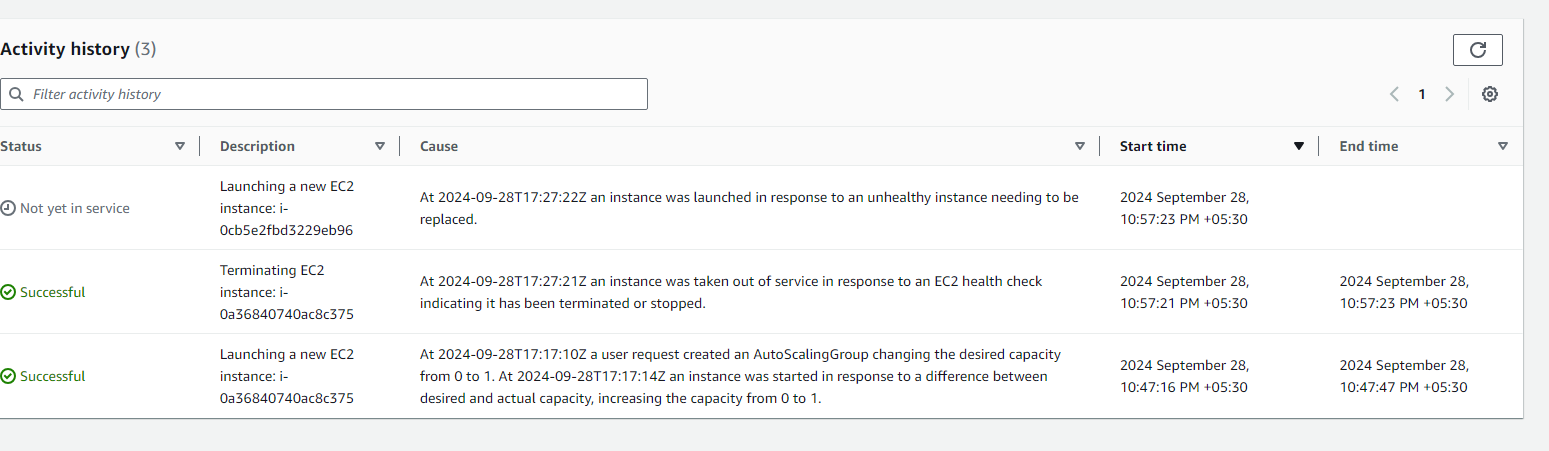 Activity history (3)
Filter activity history
1
Status
Description
Cause
Start time
End time
Not yet in service
Launching a new EC2
instance: i-
0cb5e2fbd3229eb96
At 2024-09-28T17:27:22Z an instance was launched in response to an unhealthy instance needing to be
replaced.
2024 September 28,
10:57:23 PM +05:30
Successful
Terminating EC2
instance: i-
0a36840740ac8c375
At 2024-09-28T17:27:21Z an instance was taken out of service in response to an EC2 health check
indicating it has been terminated or stopped.
2024 September 28,
10:57:21 PM +05:30
2024 September 28,
10:57:23 PM +05:30
Successful
Launching a new EC2
instance: i-
0a36840740ac8c375
At 2024-09-28T17:17:10Z a user request created an AutoScalingGroup changing the desired capacity
from 0 to 1. At 2024-09-28T17:17:14Z an instance was started in response to a difference between
desired and actual capacity, increasing the capacity from 0 to 1.
2024 September 28,
10:47:16 PM +05:30
2024 September 28,
10:47:47 PM +05:30